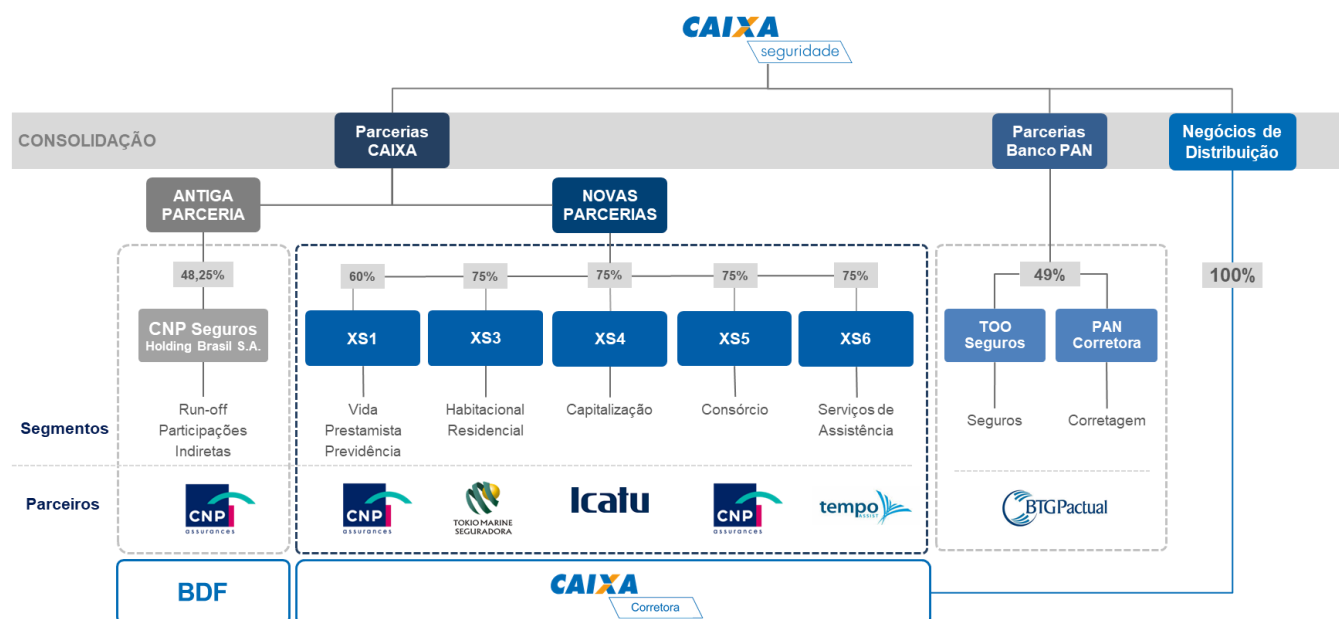 CAIXA
seguridade
CONSOLIDAÇÃO
Parcerias
CAIXA
Parcerias
Banco PAN
Negócios de
Distribuição
ANTIGA
PARCERIA
NOVAS
PARCERIAS
48,25%
60%
75%
75%
75%
75%
49%
100%
CNP Seguros
Holding Brasil S.A.
XS1
XS3
XS4
XS5
XS6
TOO
Seguros
PAN
Corretora
Segmentos
Run-off
Participações
Indiretas
Vida
Prestamista
Previdência
Habitacional
Residencial
Capitalização
Consórcio
Serviços de
Assistência
Seguros
Corretagem
Parceiros
CNP
assurances
CNP
assurances
TOKIO MARINE
SEGURADORA
Icatu
CNP
assurances
tempo
ASSIST
BTGPactual
BDF
CAIXA
Corretora